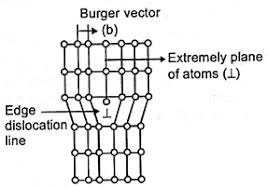 Burger vector
(b)
Extremely plane
of atoms (⊥)
Edge
dislocation
line
⊥